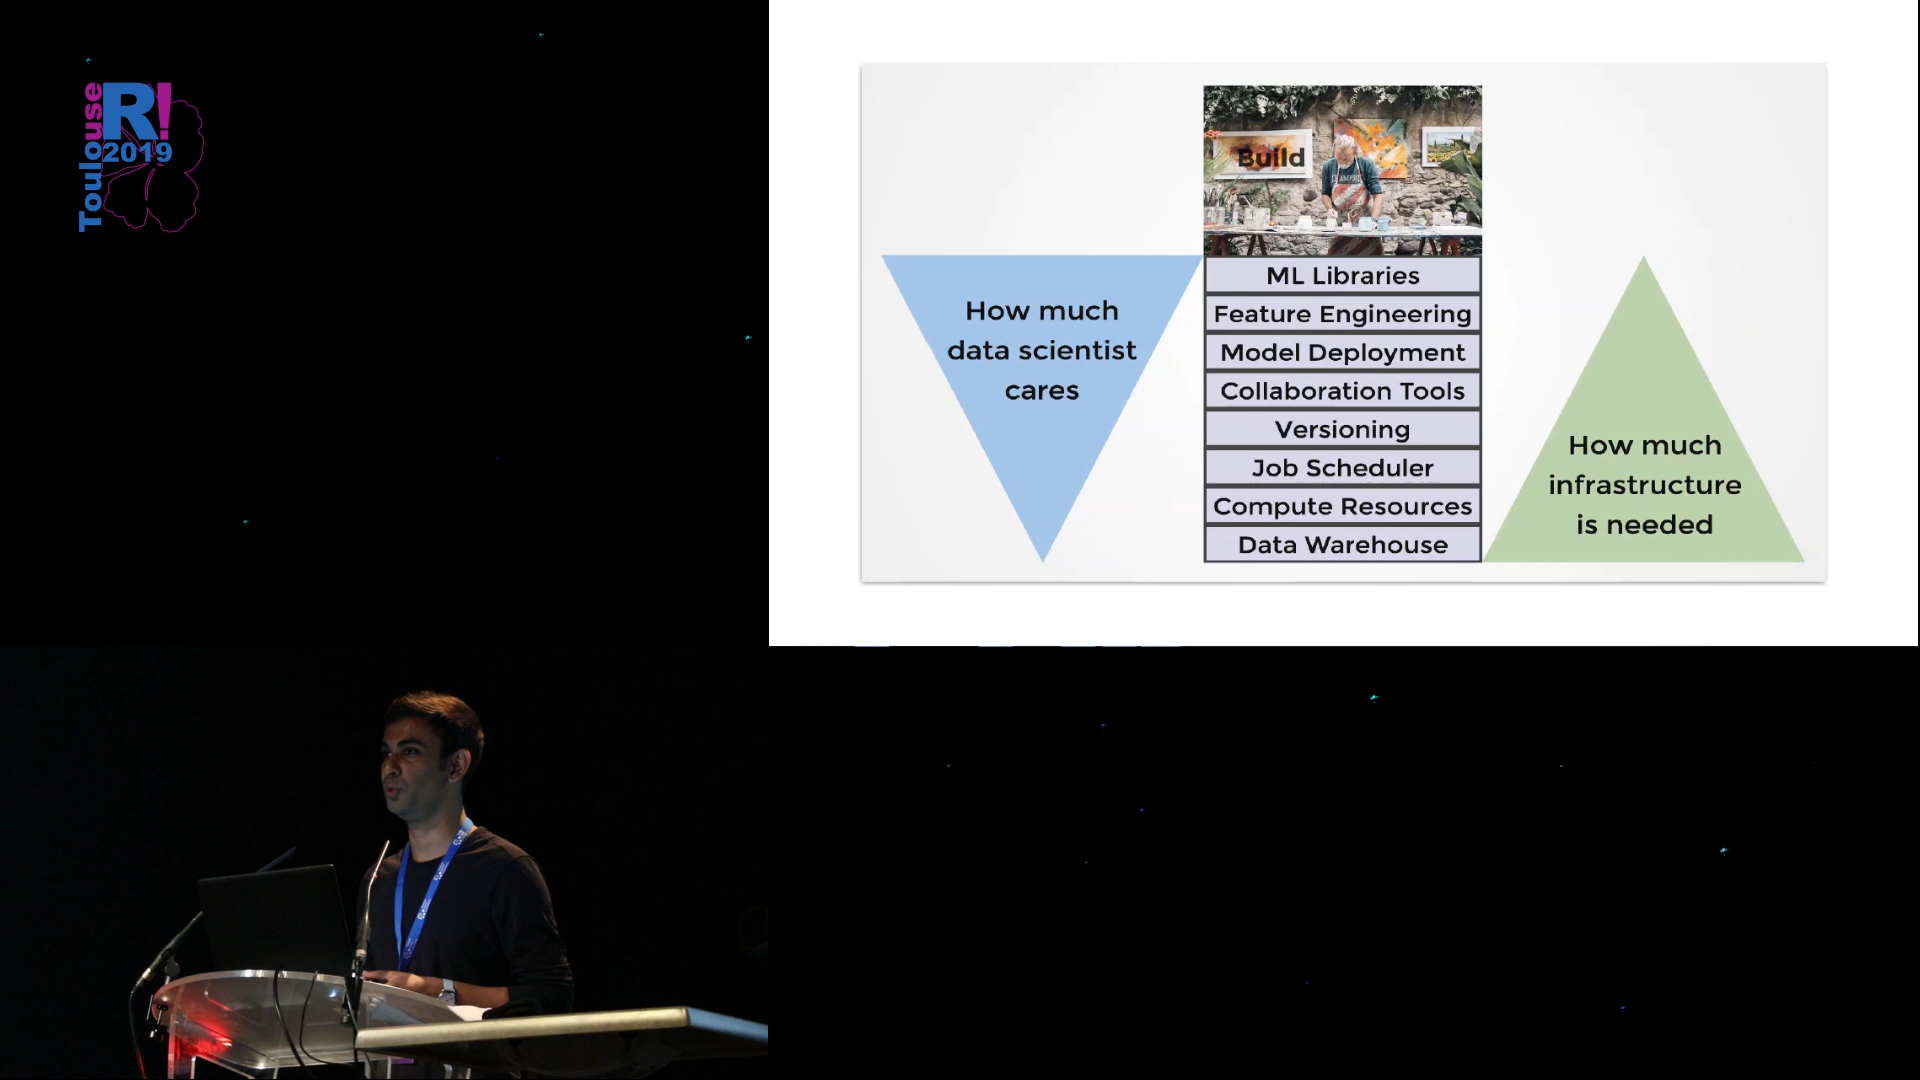 Toulouse
R!
2019
Build
ML Libraries
Feature Engineering
Model Deployment
Collaboration Tools
Versioning
Job Scheduler
Compute Resources
Data Warehouse
How much
data scientist
cares
How much
infrastructure
is needed